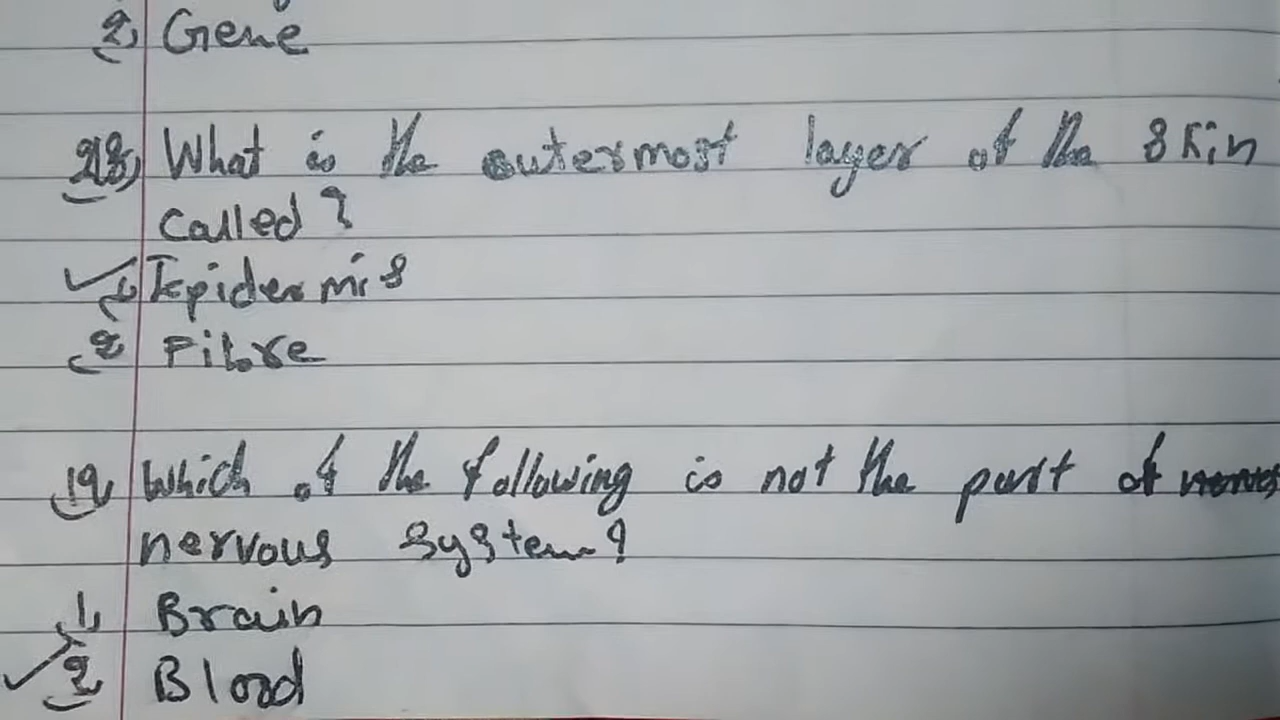 2) Gene
18) What is the outermost layer of the skin
called?
1) Epidermis
2) Fibre
19) Which of the following is not the part of
nervous system?
1) Brain
2) Blood